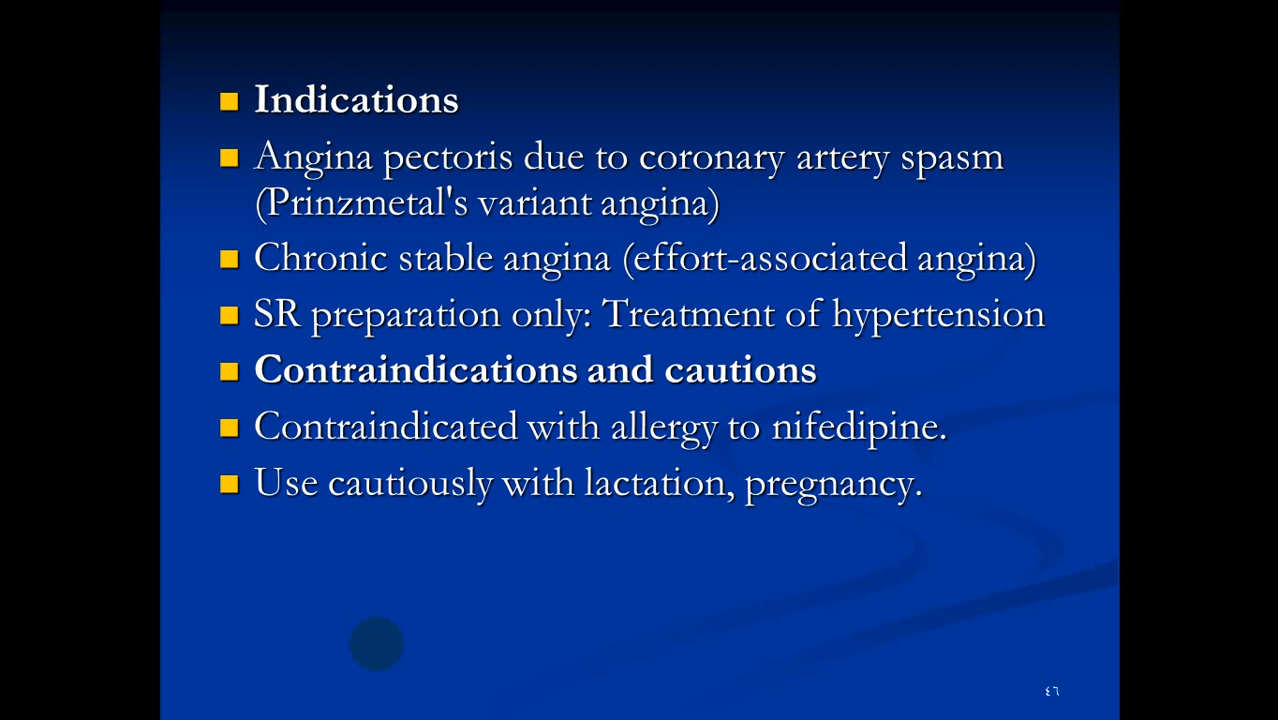 Indications
Angina pectoris due to coronary artery spasm
(Prinzmetal's variant angina)
Chronic stable angina (effort-associated angina)
SR preparation only: Treatment of hypertension
Contraindications and cautions
Contraindicated with allergy to nifedipine.
Use cautiously with lactation, pregnancy.
٤٦